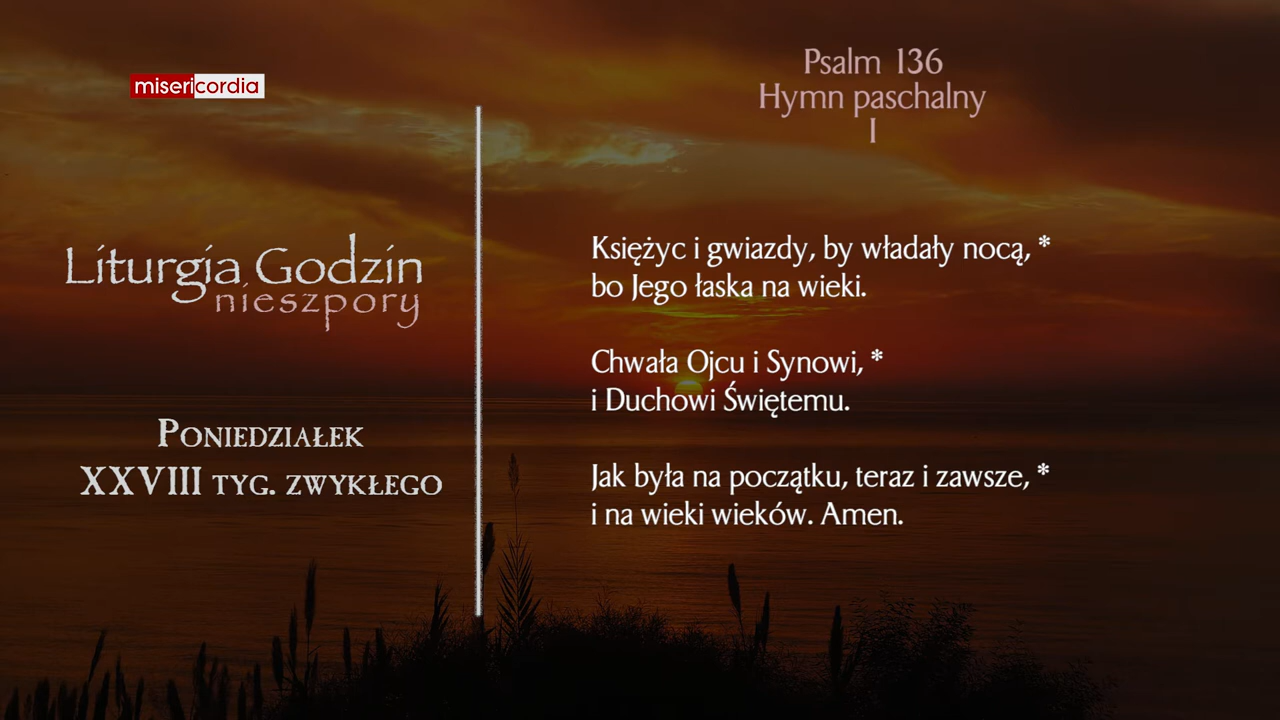 misericordia
Liturgia Godzin
nieszpory
Poniedziałek
XXVIII tyg. zwykłego
Psalm 136
Hymn paschalny
I
Księżyc i gwiazdy, by władały nocą, *
bo Jego łaska na wieki.
Chwała Ojcu i Synowi, *
i Duchowi Świętemu.
Jak była na początku, teraz i zawsze, *
i na wieki wieków. Amen.